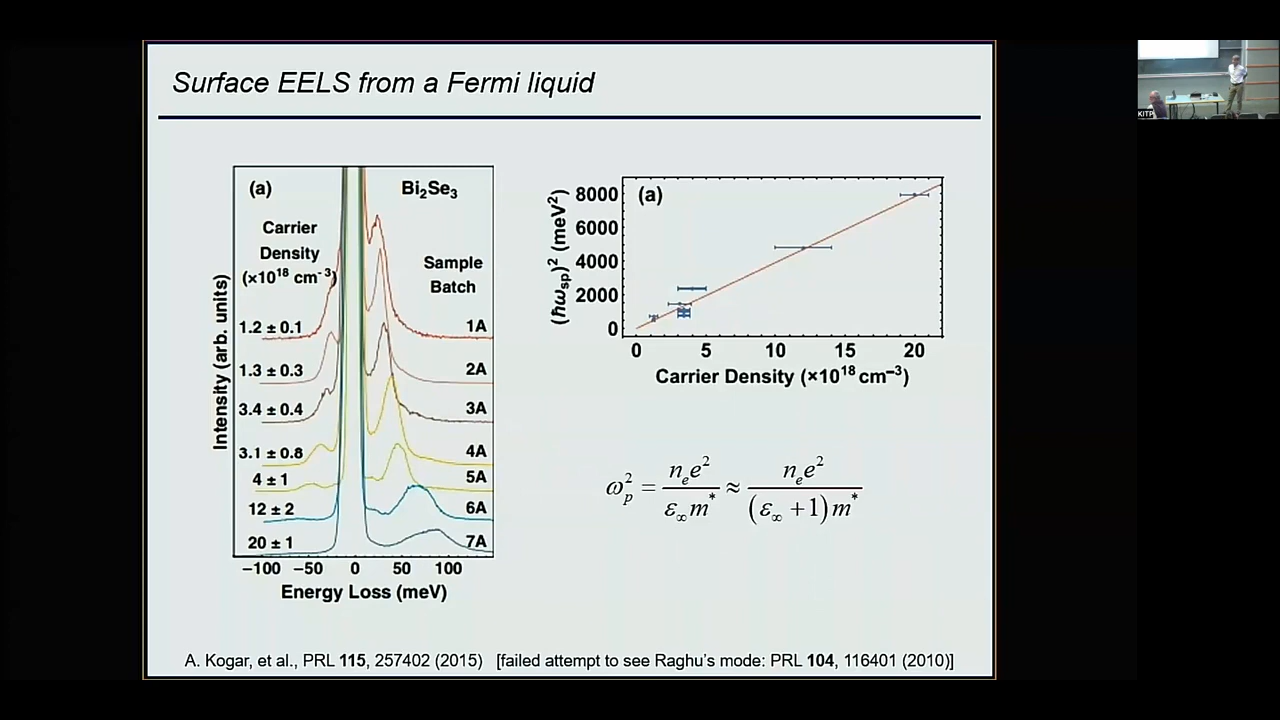 Surface EELS from a Fermi liquid
(a)
Bi₂Se₃
Carrier
Density
(×10¹⁸ cm⁻³)
Sample
Batch
1.2 ± 0.1
1A
1.3 ± 0.3
2A
3.4 ± 0.4
3A
3.1 ± 0.8
4A
4 ± 1
5A
12 ± 2
6A
20 ± 1
7A
Intensity (arb. units)
−100 −50 0 50 100
Energy Loss (meV)
(a)
(ħω_sp)² (meV²)
8000
6000
4000
2000
0
0 5 10 15 20
Carrier Density (×10¹⁸ cm⁻³)
ω_p² = n_e e² / ε_∞ m* ≈ n_e e² / (ε_∞ + 1) m*
A. Kogar, et al., PRL 115, 257402 (2015) [failed attempt to see Raghu's mode: PRL 104, 116401 (2010)]
KITP